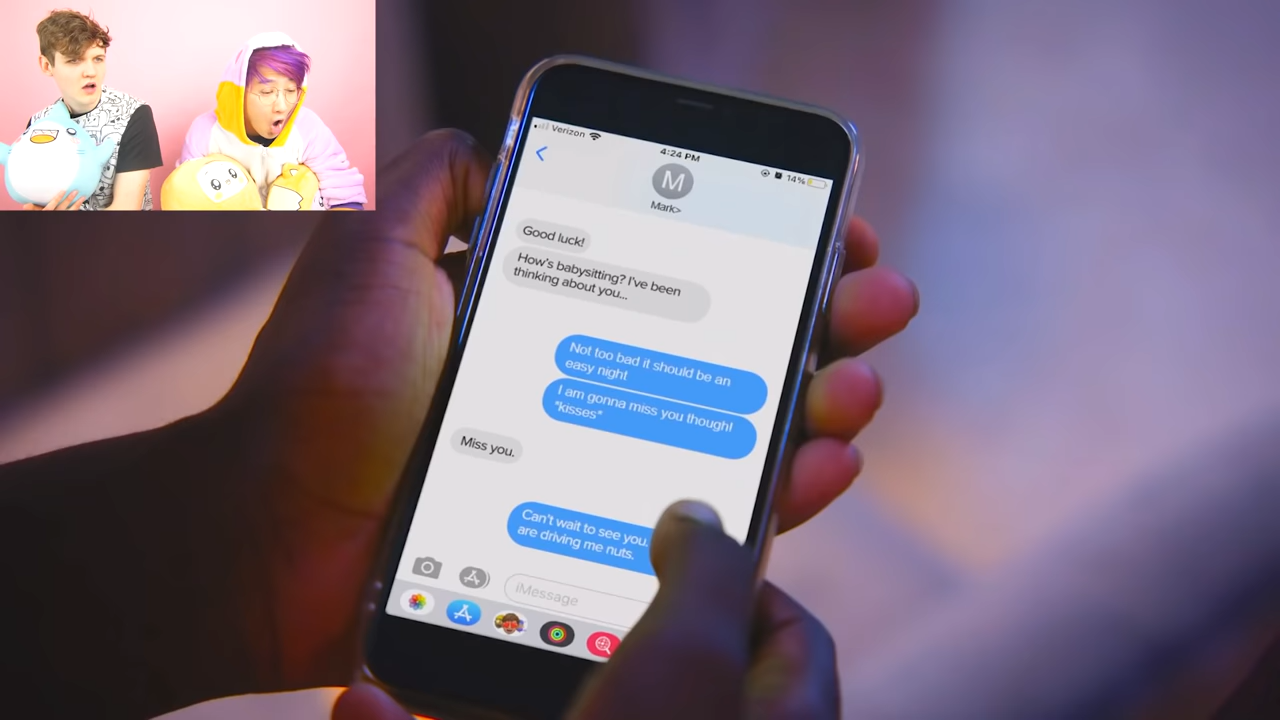 Verizon
4:24 PM
14%
M
Mark>
Good luck!
How's babysitting? I've been
thinking about you...
Not too bad it should be an
easy night
I am gonna miss you though!
*kisses*
Miss you.
Can't wait to see you.
are driving me nuts.
iMessage